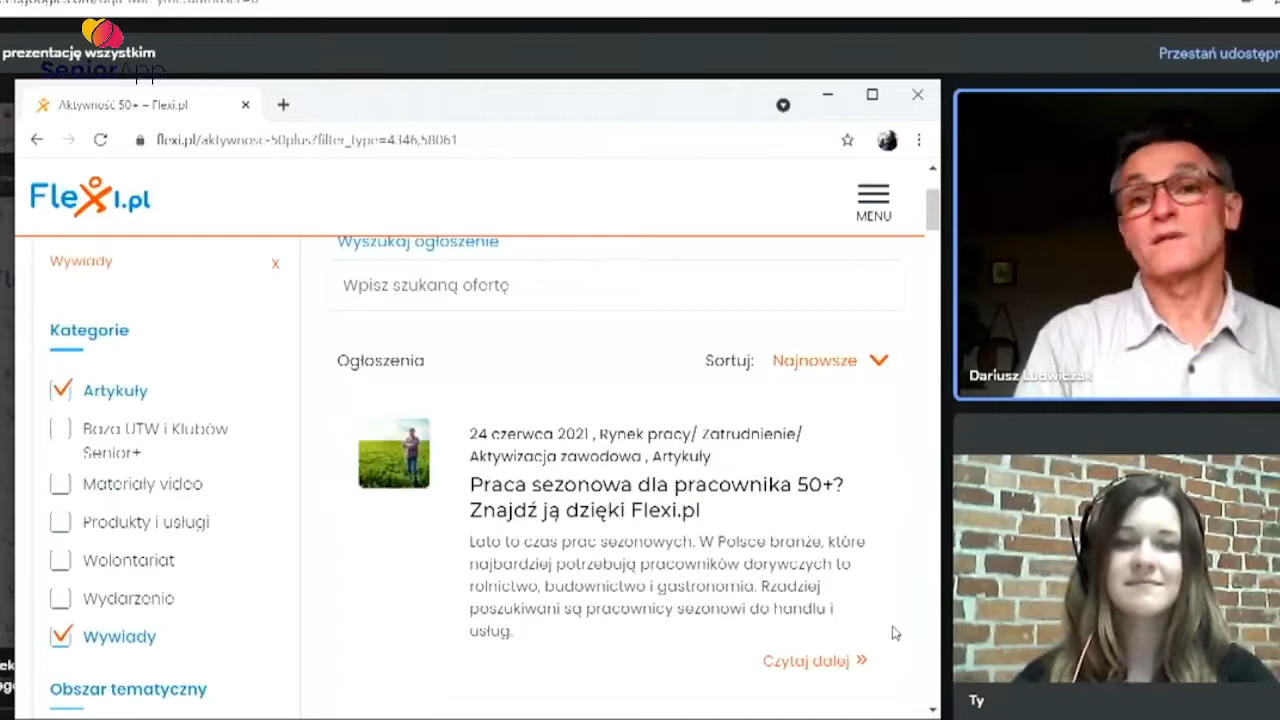 prezentację wszystkim
Przestań udostępn
SeniorApp
Aktywność 50+ – Flexi.pl
flexi.pl/aktywnosc-50plus?filter_type=4346,58061
Flexi.pl
MENU
Wywiady
x
Kategorie
Artykuły
Baza UTW i Klubów
Senior+
Materiały video
Produkty i usługi
Wolontariat
Wydarzenie
Wywiady
Obszar tematyczny
Wyszukaj ogłoszenie
Wpisz szukaną ofertę
Ogłoszenia
Sortuj: Najnowsze
24 czerwca 2021 , Rynek pracy/ Zatrudnienie/
Aktywizacja zawodowa , Artykuły
Praca sezonowa dla pracownika 50+?
Znajdź ją dzięki Flexi.pl
Lato to czas prac sezonowych. W Polsce branże, które
najbardziej potrzebują pracowników dorywczych to
rolnictwo, budownictwo i gastronomia. Rzadziej
poszukiwani są pracownicy sezonowi do handlu i
usług.
Czytaj dalej »
Dariusz Ludwiczak
Ty